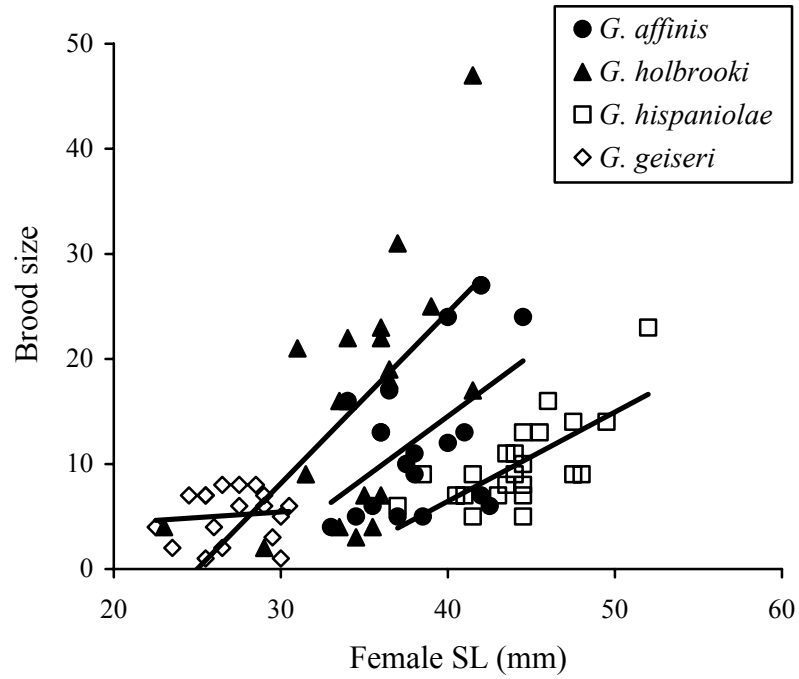 G. affinis
G. holbrooki
G. hispaniolae
G. geiseri
50
40
30
20
10
0
Brood size
20 30 40 50 60
Female SL (mm)